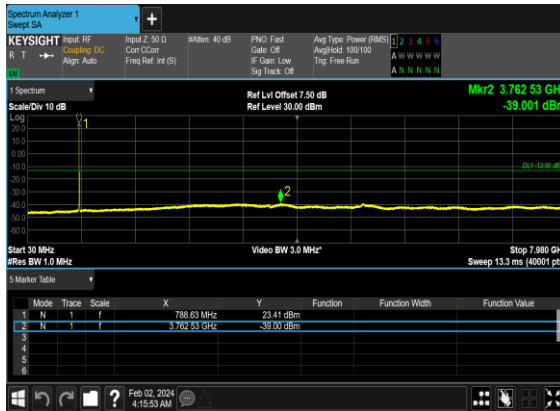 Spectrum Analyzer 1
Swept SA
KEYSIGHT Input: RF
R T Coupling: DC
Align: Auto
LW
Input Z: 50 Ω
Corr CCorr
Freq Ref: Int (S)
#Atten: 40 dB
PNO: Fast
Gate: Off
IF Gain: Low
Sig Track: Off
Avg Type: Power (RMS)
Avg|Hold: 100/100
Trig: Free Run
1 2 3 4 5 6
A W W W W W
A N N N N N
1 Spectrum
Scale/Div 10 dB
Ref Lvl Offset 7.50 dB
Ref Level 30.00 dBm
Mkr2 3.762 53 GHz
-39.001 dBm
Log
20.0
10.0
0.00
-10.0
-20.0
-30.0
-40.0
-50.0
-60.0
1
2
DL1 -13.00 dB
Start 30 MHz
#Res BW 1.0 MHz
Video BW 3.0 MHz*
Stop 7.980 GH
Sweep 13.3 ms (40001 pt
5 Marker Table
Mode Trace Scale X Y Function Function Width Function Value
1 N 1 f 788.63 MHz 23.41 dBm
2 N 1 f 3.762 53 GHz -39.00 dBm
3
4
5
6
?
Feb 02, 2024
4:15:53 AM